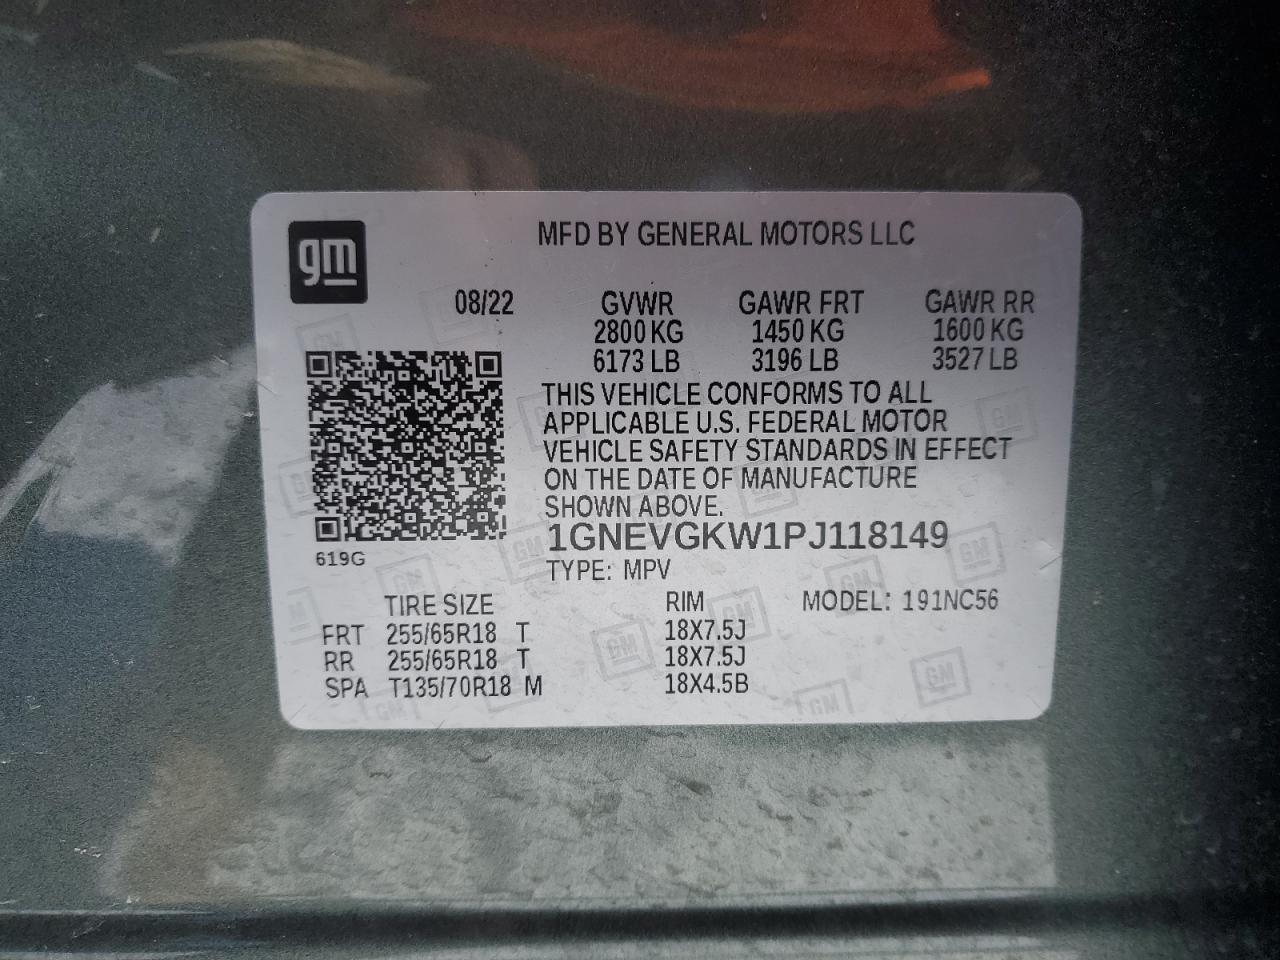 gm
MFD BY GENERAL MOTORS LLC
08/22 GVWR GAWR FRT GAWR RR
2800 KG 1450 KG 1600 KG
6173 LB 3196 LB 3527 LB
THIS VEHICLE CONFORMS TO ALL
APPLICABLE U.S. FEDERAL MOTOR
VEHICLE SAFETY STANDARDS IN EFFECT
ON THE DATE OF MANUFACTURE
SHOWN ABOVE.
1GNEVGKW1PJ118149
619G
TYPE: MPV
TIRE SIZE RIM MODEL: 191NC56
FRT 255/65R18 T 18X7.5J
RR 255/65R18 T 18X7.5J
SPA T135/70R18 M 18X4.5B